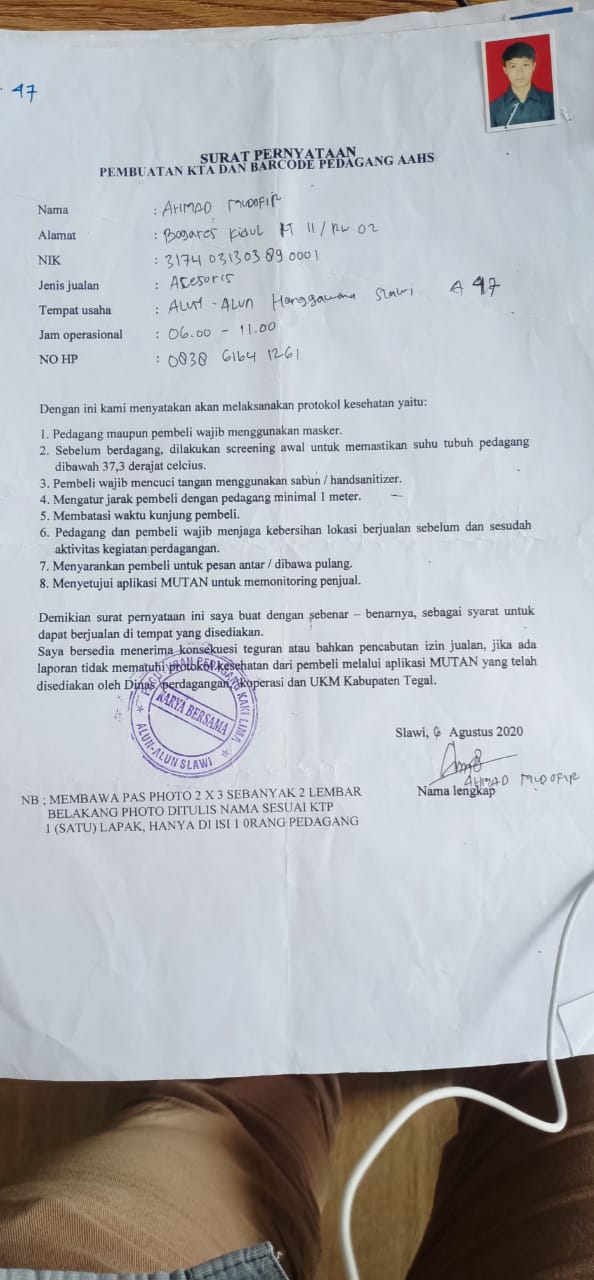 47
SURAT PERNYATAAN
PEMBUATAN KTA DAN BARCODE PEDAGANG AAHS
Nama : AHMAD MUDOFIR
Alamat : Bogares Kidul RT 11/RW 02
NIK : 3174 031303 89 0001
Jenis jualan : Acesoris
Tempat usaha : ALUN-ALUN Hanggawana Slawi A 47
Jam operasional : 06.00 - 11.00
NO HP : 0838 6164 1261
Dengan ini kami menyatakan akan melaksanakan protokol kesehatan yaitu:
1. Pedagang maupun pembeli wajib menggunakan masker.
2. Sebelum berdagang, dilakukan screening awal untuk memastikan suhu tubuh pedagang
dibawah 37,3 derajat celcius.
3. Pembeli wajib mencuci tangan menggunakan sabun / handsanitizer.
4. Mengatur jarak pembeli dengan pedagang minimal 1 meter.
5. Membatasi waktu kunjung pembeli.
6. Pedagang dan pembeli wajib menjaga kebersihan lokasi berjualan sebelum dan sesudah
aktivitas kegiatan perdagangan.
7. Menyarankan pembeli untuk pesan antar / dibawa pulang.
8. Menyetujui aplikasi MUTAN untuk memonitoring penjual.
Demikian surat pernyataan ini saya buat dengan sebenar – benarnya, sebagai syarat untuk
dapat berjualan di tempat yang disediakan.
Saya bersedia menerima konsekuesi teguran atau bahkan pencabutan izin jualan, jika ada
laporan tidak mematuhi protokol kesehatan dari pembeli melalui aplikasi MUTAN yang telah
disediakan oleh Dinas perdagangan, koperasi dan UKM Kabupaten Tegal.
PEDAGANG KAKI LIMA
KARYA BERSAMA
ALUN-ALUN SLAWI
Slawi, 6 Agustus 2020
AHMAD MUDOFIR
Nama lengkap
NB ; MEMBAWA PAS PHOTO 2 X 3 SEBANYAK 2 LEMBAR
BELAKANG PHOTO DITULIS NAMA SESUAI KTP
1 (SATU) LAPAK, HANYA DI ISI 1 0RANG PEDAGANG